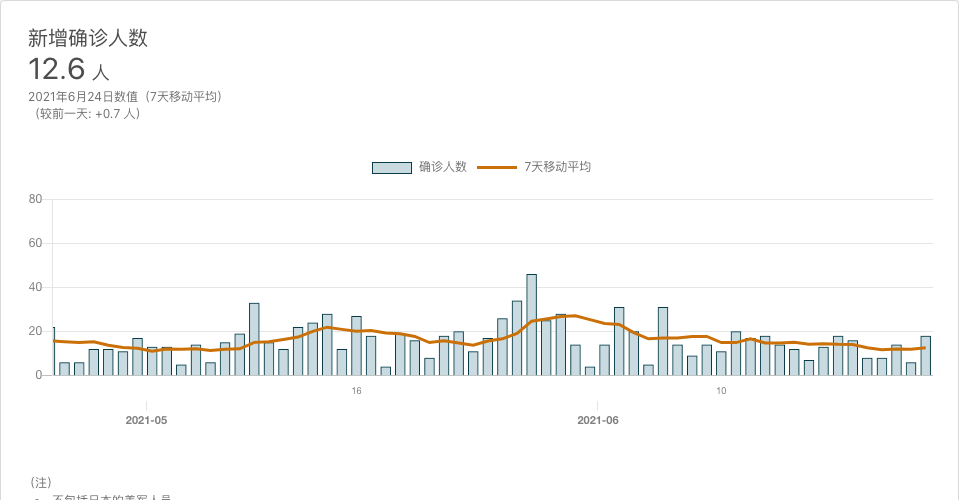 新增确诊人数
12.6 人
2021年6月24日数值（7天移动平均）
（较前一天: +0.7 人）
确诊人数 7天移动平均
80
60
40
20
0
16 10
2021-05 2021-06
（注）